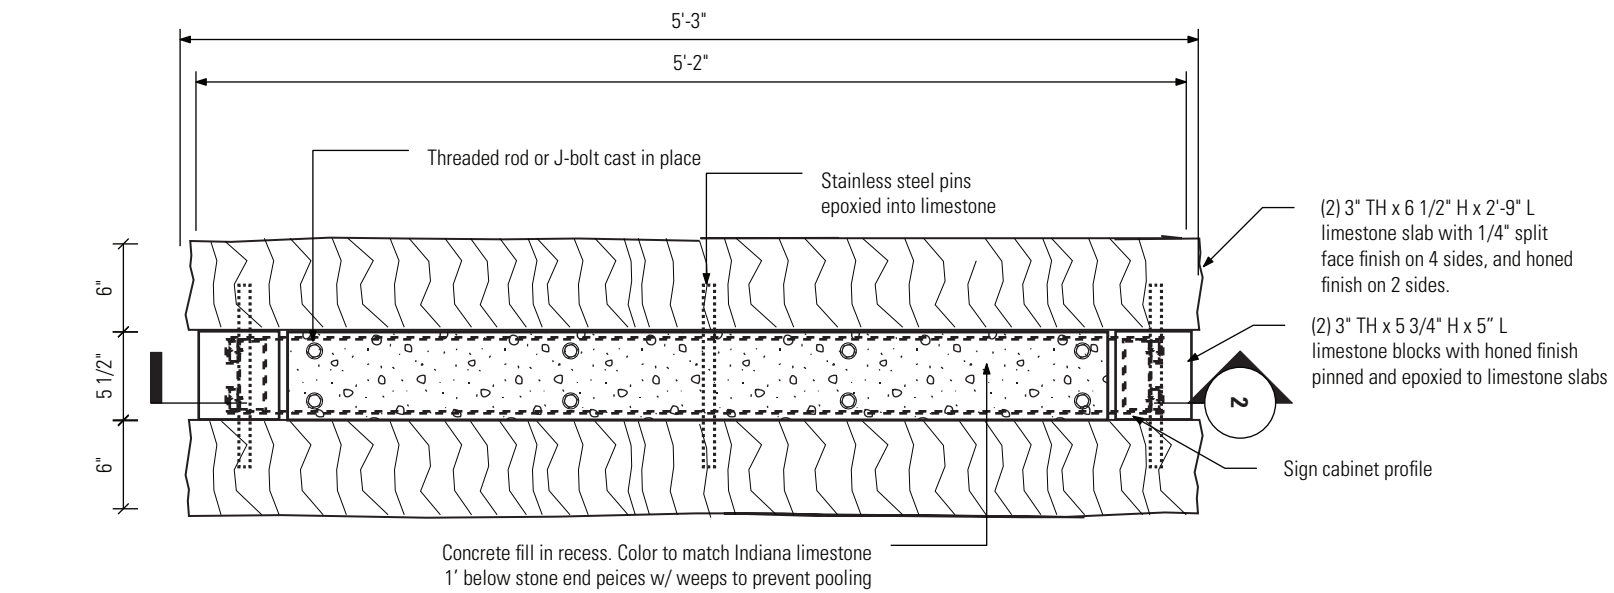 5'-3"
5'-2"
Threaded rod or J-bolt cast in place
Stainless steel pins
epoxied into limestone
(2) 3" TH x 6 1/2" H x 2'-9" L
limestone slab with 1/4" split
face finish on 4 sides, and honed
finish on 2 sides.
6"
(2) 3" TH x 5 3/4" H x 5” L
limestone blocks with honed finish
pinned and epoxied to limestone slabs
5 1/2"
2
6"
Sign cabinet profile
Concrete fill in recess. Color to match Indiana limestone
1’ below stone end peices w/ weeps to prevent pooling